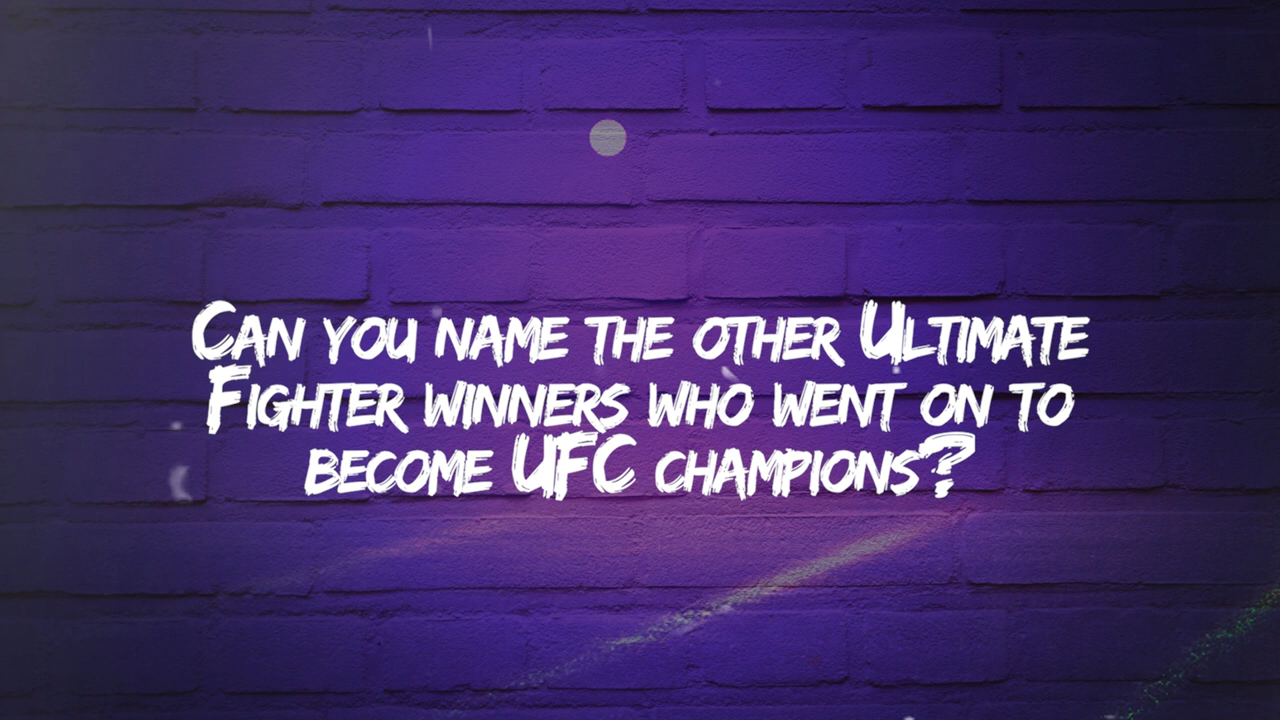 Can you name the other Ultimate
Fighter winners who went on to
become UFC champions?